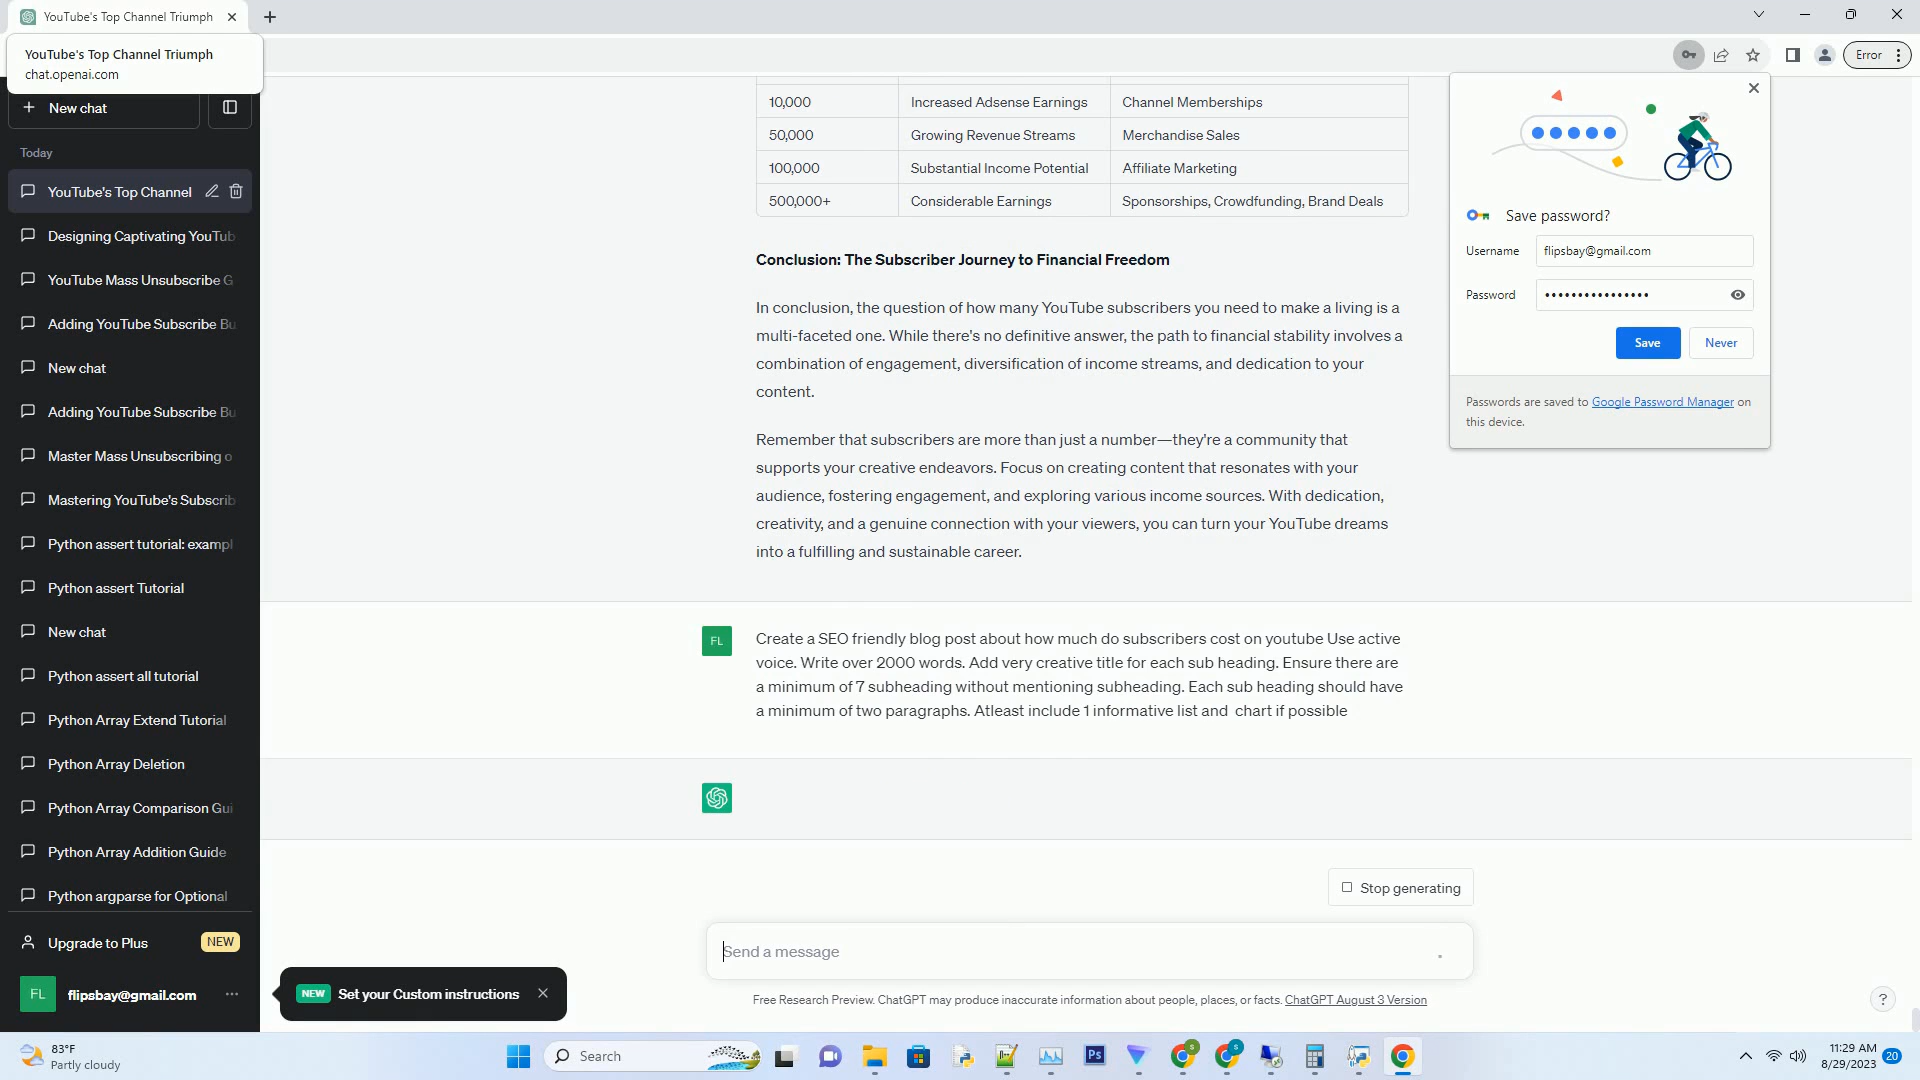 YouTube's Top Channel Triumph
YouTube's Top Channel Triumph
chat.openai.com
Error
New chat
Today
YouTube's Top Channel
Designing Captivating YouTub
YouTube Mass Unsubscribe G
Adding YouTube Subscribe Bu
New chat
Adding YouTube Subscribe Bu
Master Mass Unsubscribing o
Mastering YouTube's Subscrib
Python assert tutorial: exampl
Python assert Tutorial
New chat
Python assert all tutorial
Python Array Extend Tutorial
Python Array Deletion
Python Array Comparison Gui
Python Array Addition Guide
Python argparse for Optional
Upgrade to Plus NEW
FL flipsbay@gmail.com
NEW Set your Custom instructions
10,000 Increased Adsense Earnings Channel Memberships
50,000 Growing Revenue Streams Merchandise Sales
100,000 Substantial Income Potential Affiliate Marketing
500,000+ Considerable Earnings Sponsorships, Crowdfunding, Brand Deals
Conclusion: The Subscriber Journey to Financial Freedom
In conclusion, the question of how many YouTube subscribers you need to make a living is a
multi-faceted one. While there's no definitive answer, the path to financial stability involves a
combination of engagement, diversification of income streams, and dedication to your
content.
Remember that subscribers are more than just a number—they're a community that
supports your creative endeavors. Focus on creating content that resonates with your
audience, fostering engagement, and exploring various income sources. With dedication,
creativity, and a genuine connection with your viewers, you can turn your YouTube dreams
into a fulfilling and sustainable career.
FL
Create a SEO friendly blog post about how much do subscribers cost on youtube Use active
voice. Write over 2000 words. Add very creative title for each sub heading. Ensure there are
a minimum of 7 subheading without mentioning subheading. Each sub heading should have
a minimum of two paragraphs. Atleast include 1 informative list and chart if possible
Stop generating
Send a message
Free Research Preview. ChatGPT may produce inaccurate information about people, places, or facts. ChatGPT August 3 Version
?
Save password?
Username flipsbay@gmail.com
Password ••••••••••••••••
Save Never
Passwords are saved to Google Password Manager on
this device.
83°F
Partly cloudy
Search
Ps
S
S
11:29 AM
8/29/2023
20